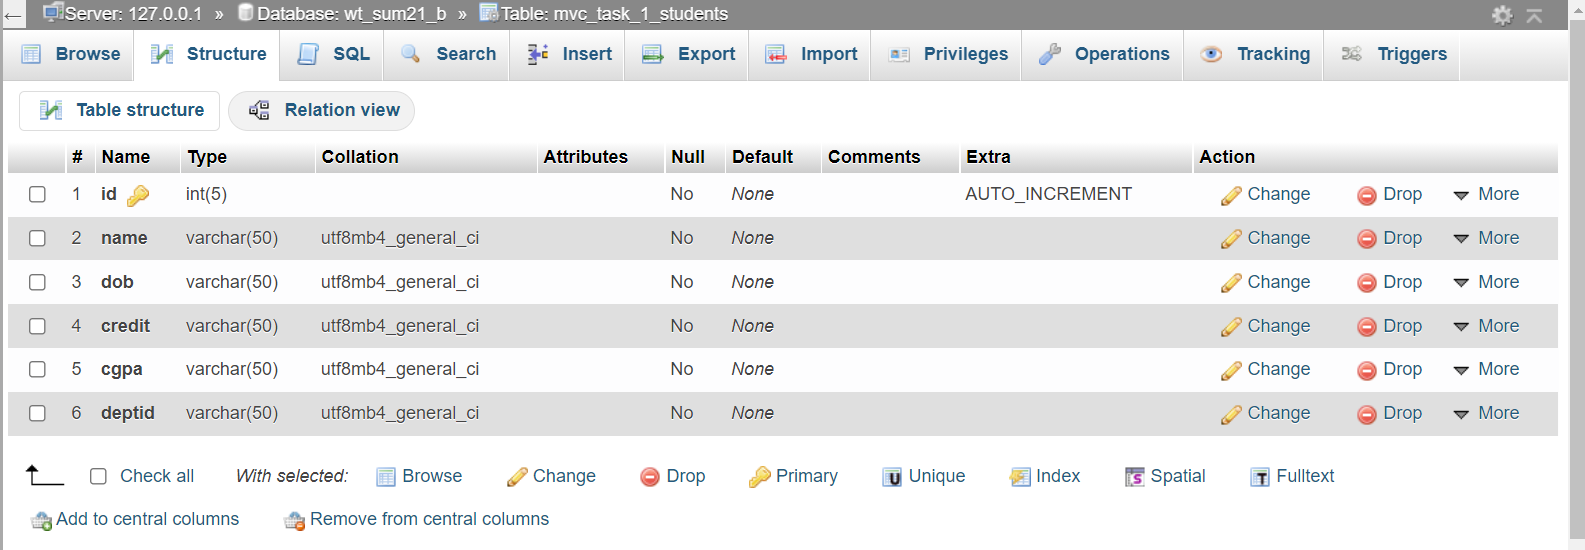 Server: 127.0.0.1 » Database: wt_sum21_b » Table: mvc_task_1_students
Browse Structure SQL Search Insert Export Import Privileges Operations Tracking Triggers
Table structure Relation view
# Name Type Collation Attributes Null Default Comments Extra Action
1 id int(5) No None AUTO_INCREMENT Change Drop More
2 name varchar(50) utf8mb4_general_ci No None Change Drop More
3 dob varchar(50) utf8mb4_general_ci No None Change Drop More
4 credit varchar(50) utf8mb4_general_ci No None Change Drop More
5 cgpa varchar(50) utf8mb4_general_ci No None Change Drop More
6 deptid varchar(50) utf8mb4_general_ci No None Change Drop More
Check all With selected: Browse Change Drop Primary Unique Index Spatial Fulltext
Add to central columns Remove from central columns